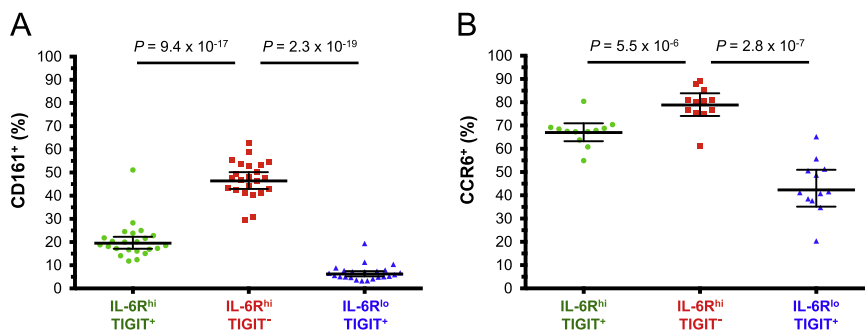 A
P = 9.4 x 10-17
P = 2.3 x 10-19
CD161+ (%)
100
90
80
70
60
50
40
30
20
10
0
IL-6Rhi
TIGIT+
IL-6Rhi
TIGIT-
IL-6Rlo
TIGIT+
B
P = 5.5 x 10-6
P = 2.8 x 10-7
CCR6+ (%)
100
90
80
70
60
50
40
30
20
10
0
IL-6Rhi
TIGIT+
IL-6Rhi
TIGIT-
IL-6Rlo
TIGIT+